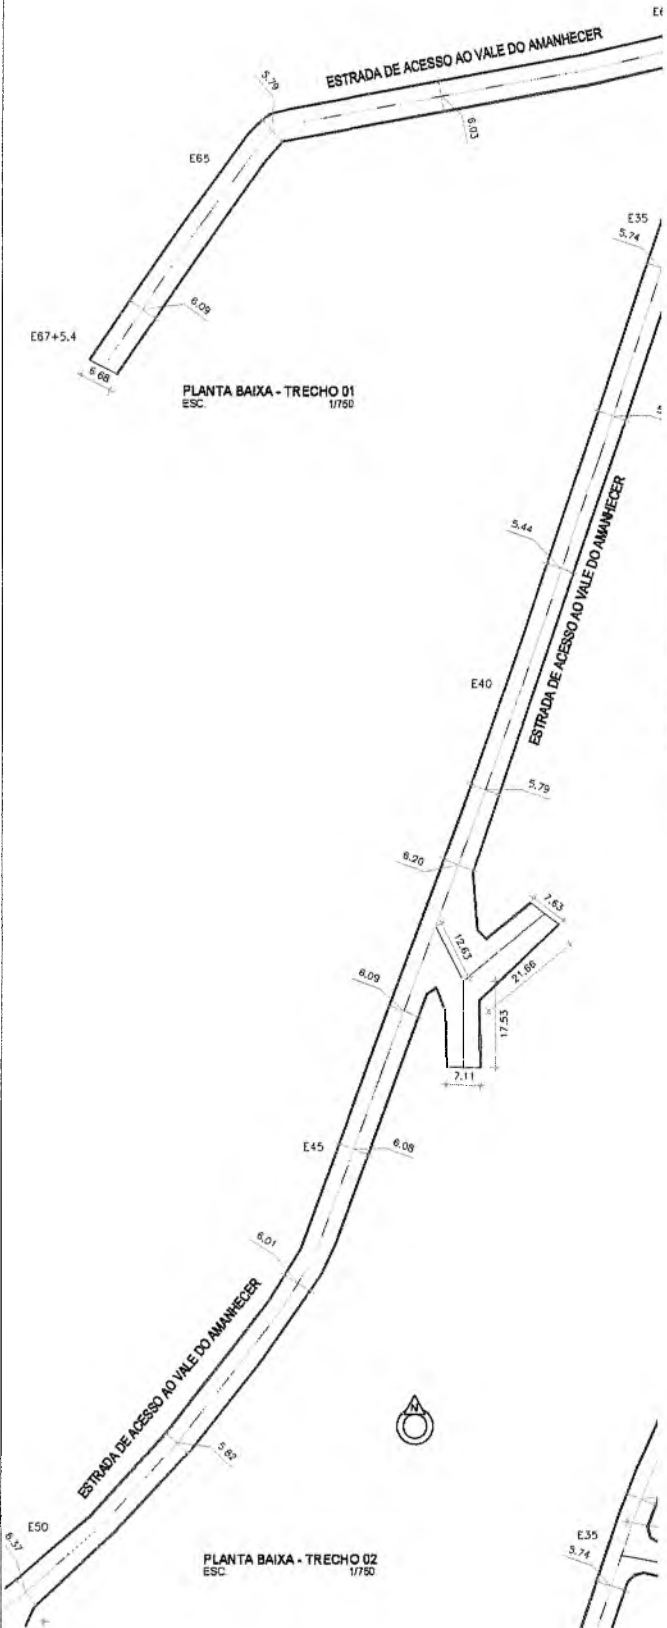 ESTRADA DE ACESSO AO VALE DO AMANHECER
5.79
6.03
E65
E35
5.74
6.09
E67+5.4
6.68
PLANTA BAIXA - TRECHO 01
ESC. 1/750
5.44
ESTRADA DE ACESSO AO VALE DO AMANHECER
E40
5.79
6.20
7.63
12.63
21.66
6.09
17.53
7.11
E45
6.08
6.01
ESTRADA DE ACESSO AO VALE DO AMANHECER
N
5.82
E50
6.37
E35
5.74
PLANTA BAIXA - TRECHO 02
ESC. 1/750